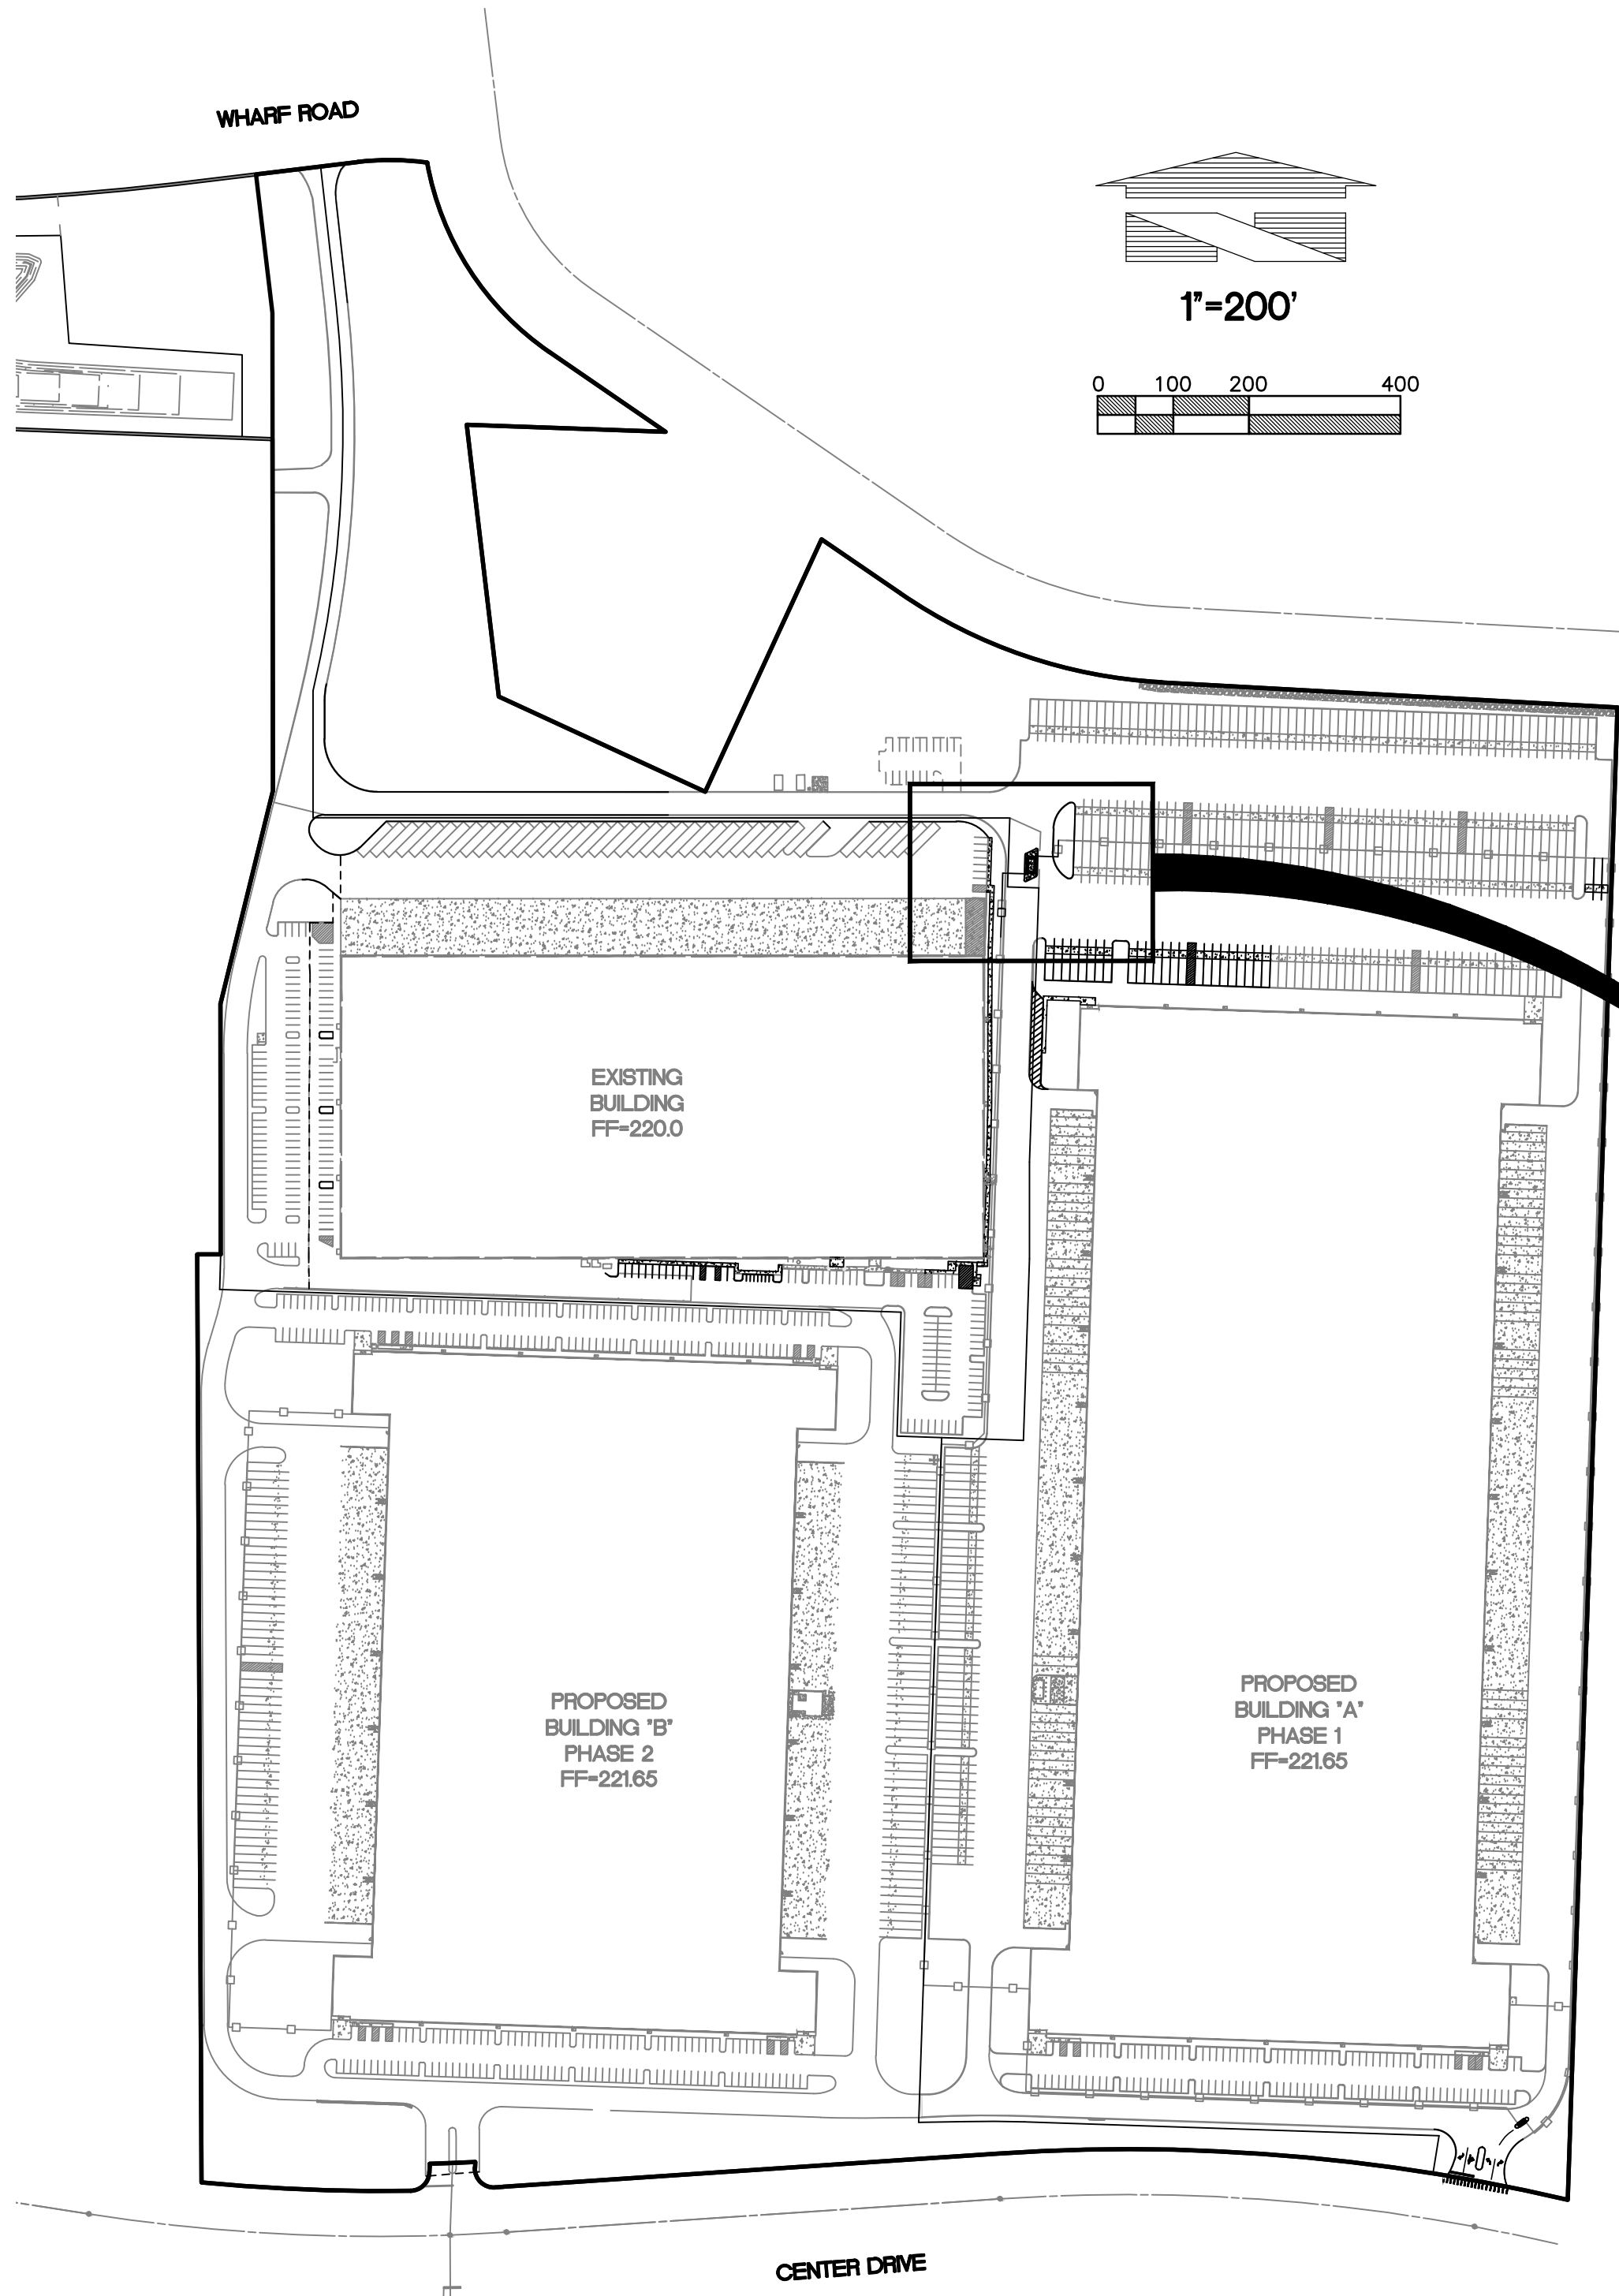 WHARF ROAD
1"=200'
0 100 200 400
EXISTING
BUILDING
FF=220.0
PROPOSED
BUILDING "A"
PHASE 1
FF=221.65
PROPOSED
BUILDING "B"
PHASE 2
FF=221.65
CENTER DRIVE